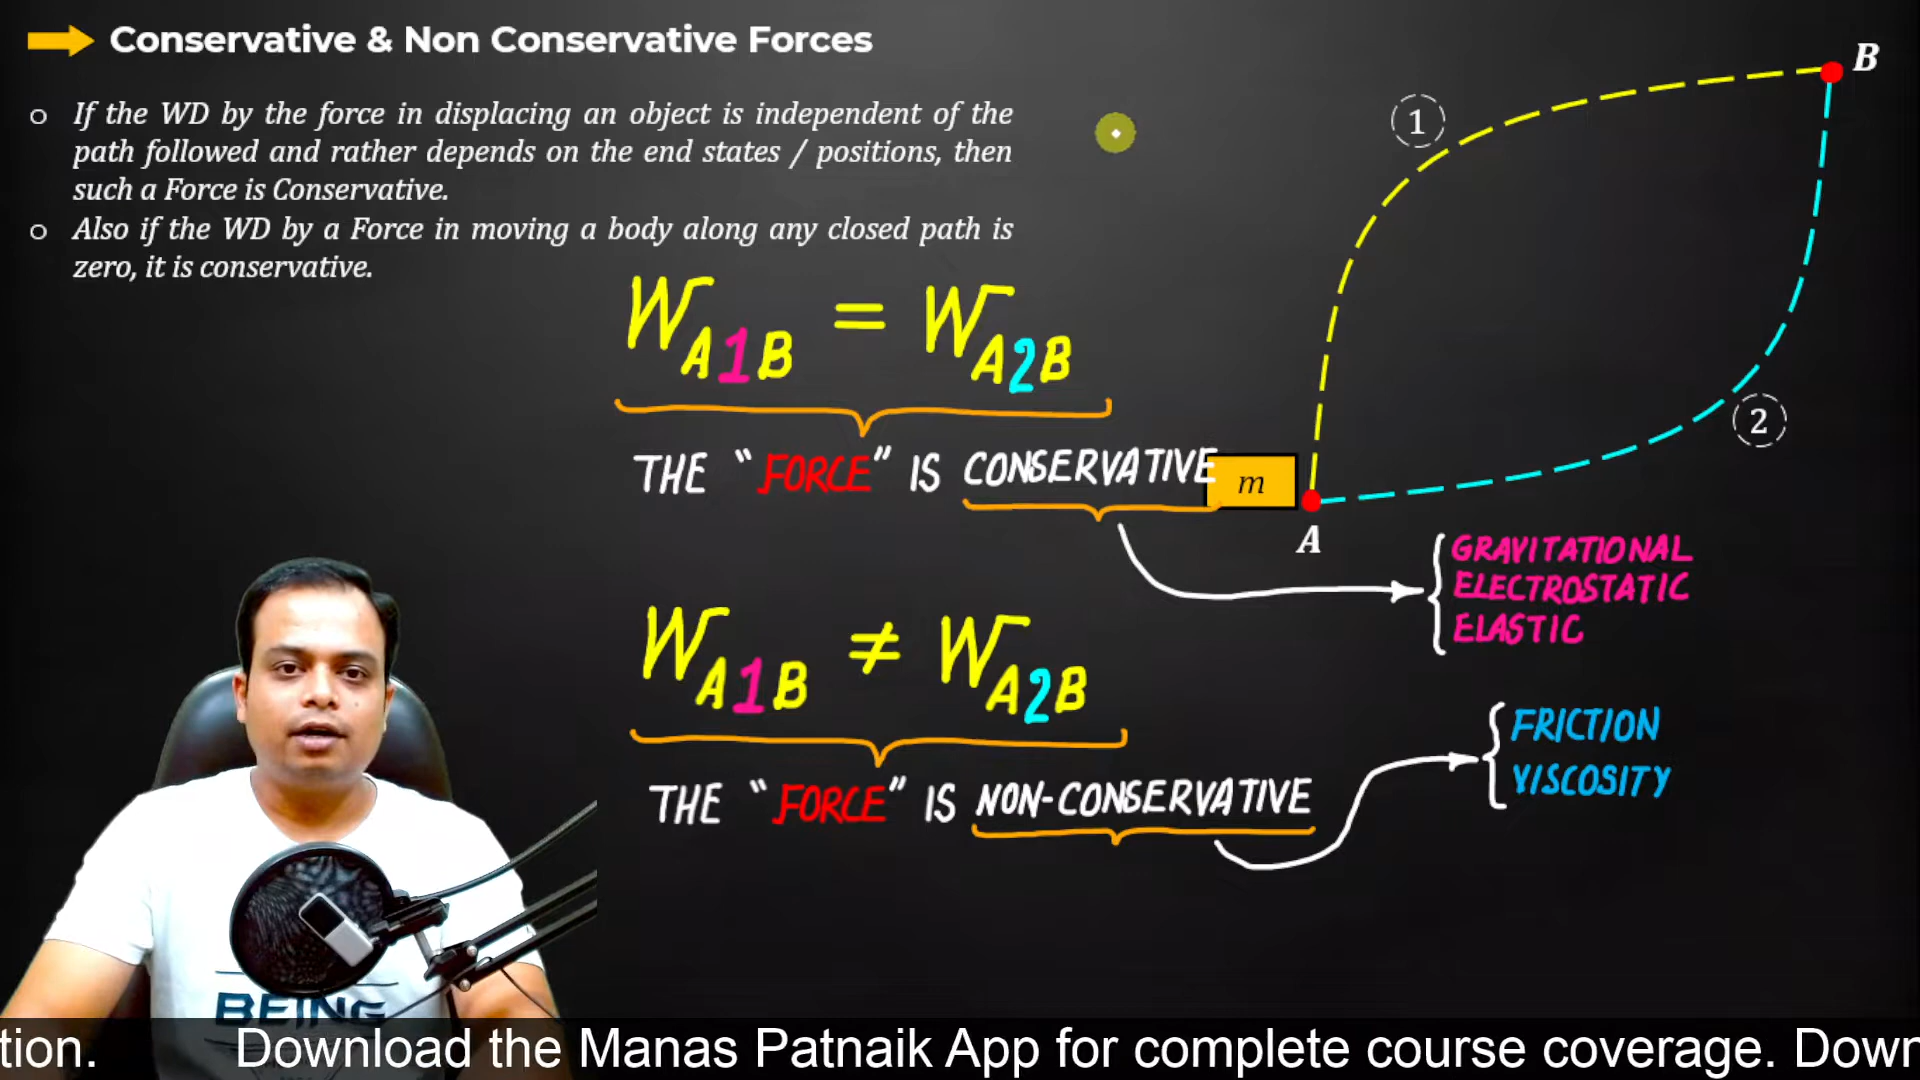 Conservative & Non Conservative Forces
o If the WD by the force in displacing an object is independent of the
path followed and rather depends on the end states / positions, then
such a Force is Conservative.
o Also if the WD by a Force in moving a body along any closed path is
zero, it is conservative.
B
1
W A1B = W A2B
2
THE "FORCE" IS CONSERVATIVE
m
A
GRAVITATIONAL
ELECTROSTATIC
ELASTIC
W A1B ≠ W A2B
FRICTION
VISCOSITY
THE "FORCE" IS NON-CONSERVATIVE
BEING
tion. Download the Manas Patnaik App for complete course coverage. Down